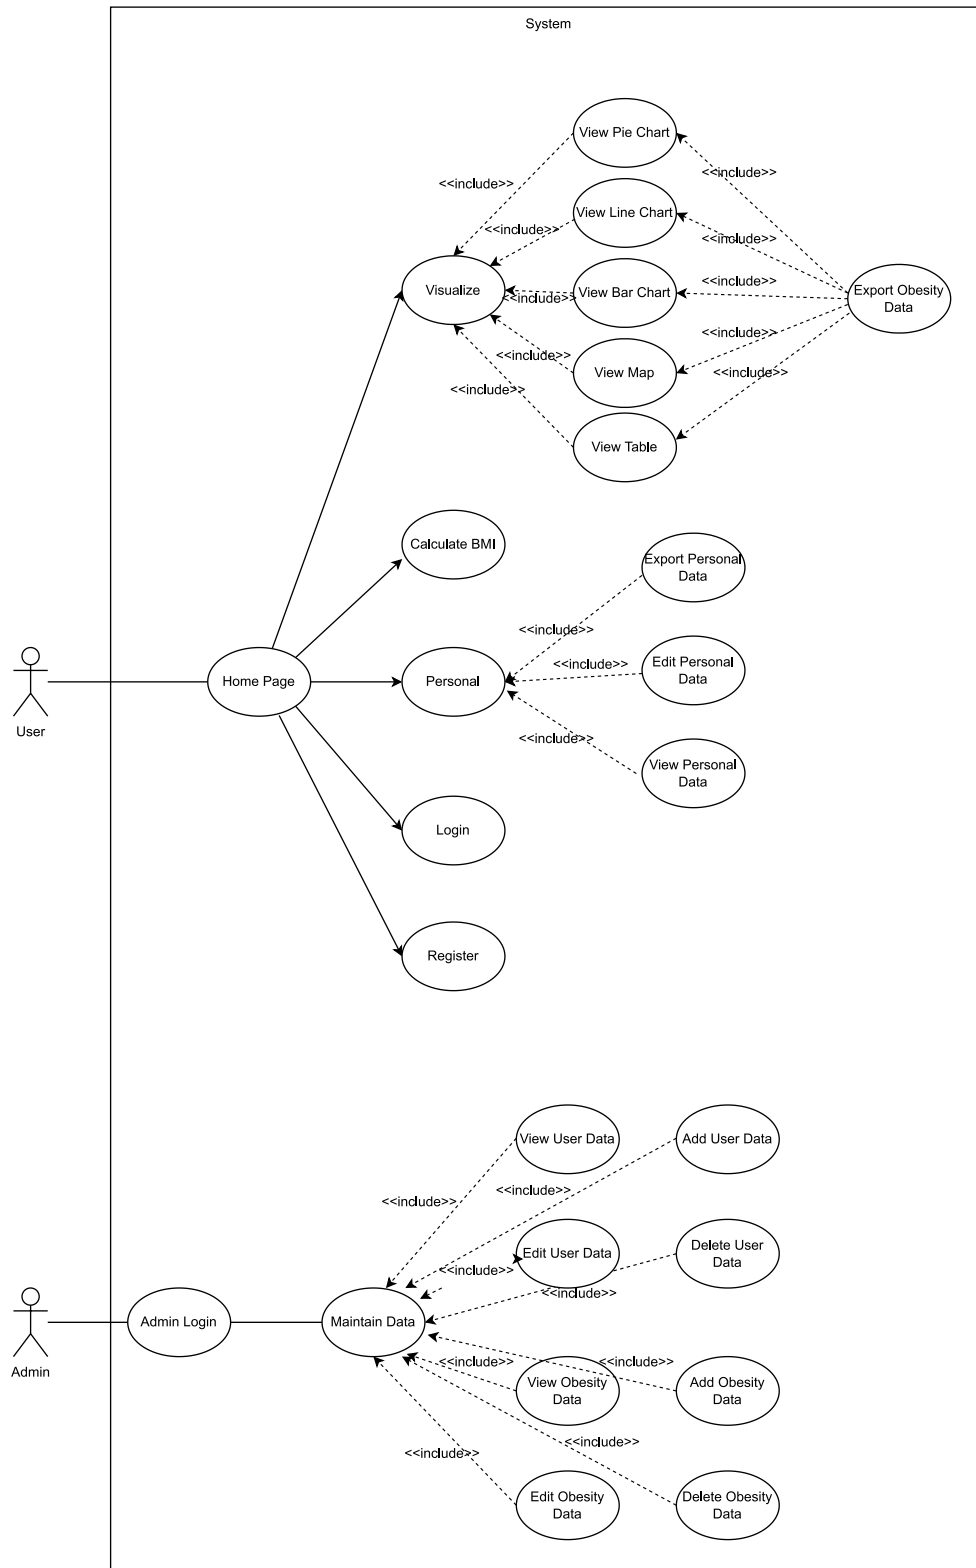 System
View Pie Chart
<<include>>
<<include>>
View Line Chart
<<include>>
<<include>>
Visualize
View Bar Chart
<<include>>
<<include>>
Export Obesity
Data
View Map
<<include>>
<<include>>
<<include>>
<<include>>
View Table
Calculate BMI
Export Personal
Data
<<include>>
User
Home Page
Personal
<<include>>
Edit Personal
Data
<<include>>
View Personal
Data
Login
Register
View User Data
Add User Data
<<include>>
<<include>>
Edit User Data
Delete User
Data
<<include>>
<<include>>
Admin
Admin Login
Maintain Data
<<include>>
<<include>>
View Obesity
Data
Add Obesity
Data
<<include>>
<<include>>
Edit Obesity
Data
Delete Obesity
Data